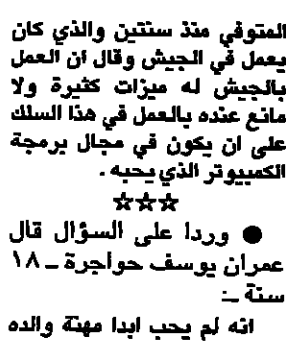 المتوفي منذ سنتين والذي كان
يعمل في الجيش وقال ان العمل
بالجيش له ميزات كثيرة ولا
مانع عنده بالعمل في هذا السلك
على ان يكون في مجال برمجة
الكمبيوتر الذي يحبه .
☆☆☆
● وردا على السؤال قال
عمران يوسف حواجرة ــ ١٨
سنة ــ:
انه لم يحب ابدا مهنة والده